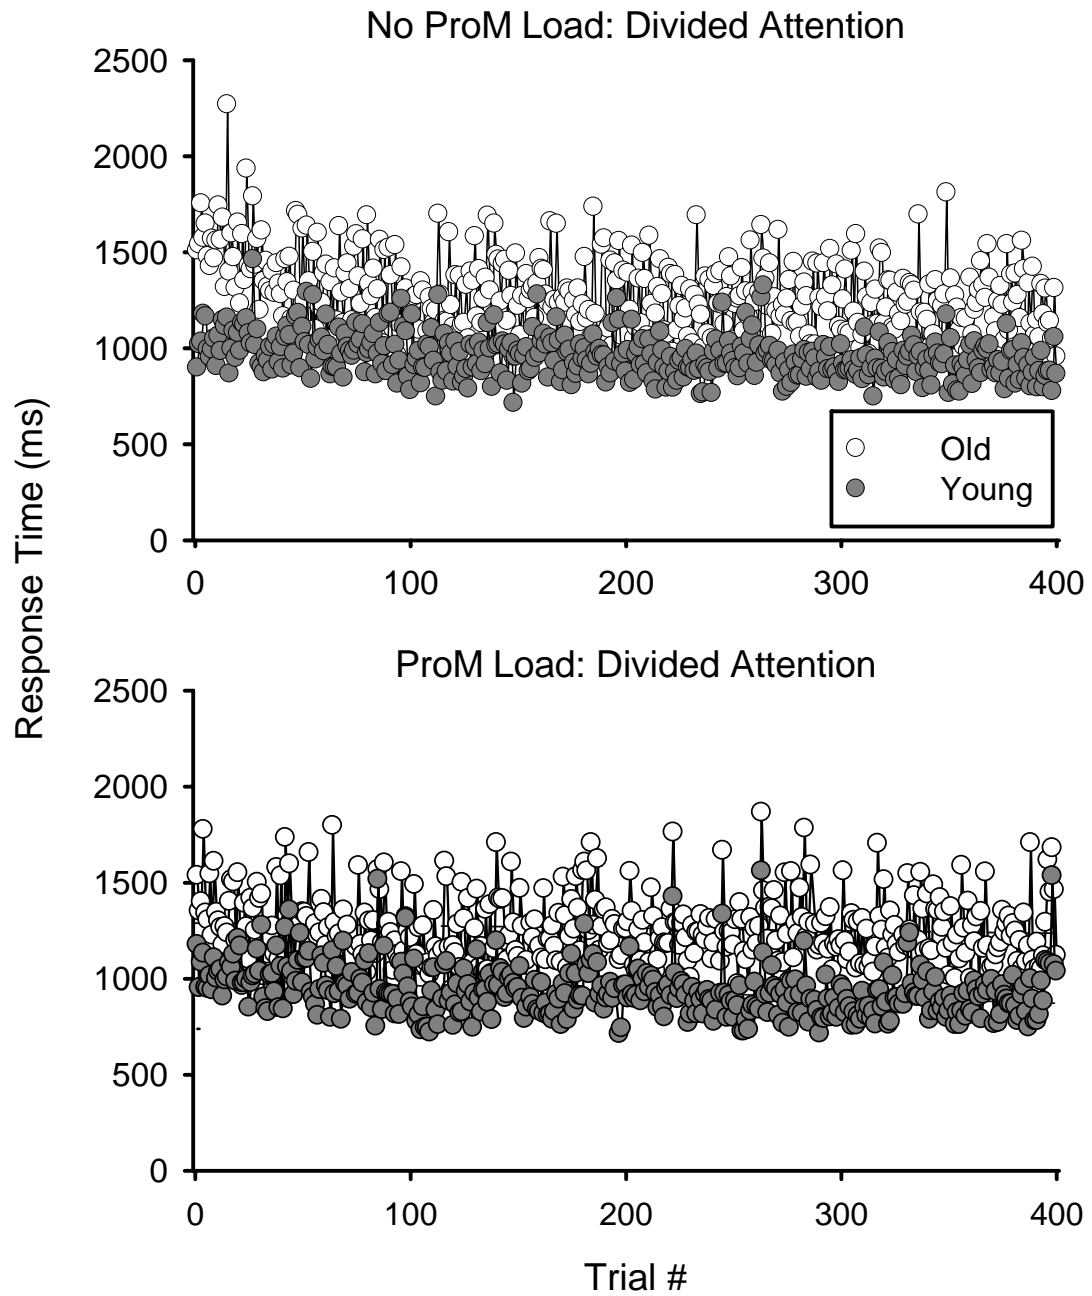 No ProM Load: Divided Attention
2500
2000
1500
1000
500
0
0 100 200 300 400
Old
Young
Response Time (ms)
ProM Load: Divided Attention
2500
2000
1500
1000
500
0
0 100 200 300 400
Trial #